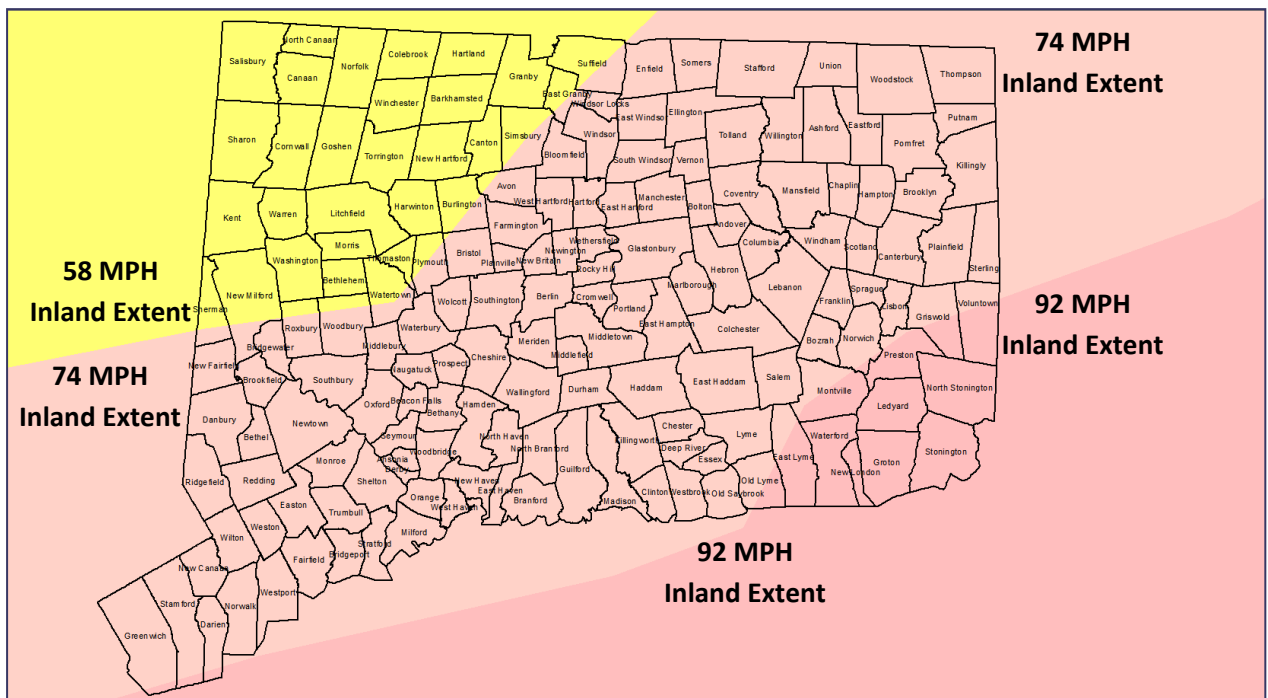 74 MPH
Inland Extent
North Canaan
Colebrook
Hartland
Suffield
Salisbury
Norfolk
Granby
Enfield
Somers
Stafford
Union
Woodstock
Thompson
Canaan
Winchester
Barkhamsted
East Granby
Windsor Locks
East Windsor
Ellington
Putnam
Sharon
Cornwall
Goshen
Torrington
New Hartford
Canton
Simsbury
Bloomfield
Windsor
South Windsor
Vernon
Tolland
Willington
Ashford
Eastford
Pomfret
Killingly
Kent
Warren
Litchfield
Harwinton
Burlington
Avon
West Hartford
Hartford
East Hartford
Manchester
Bolton
Coventry
Mansfield
Chaplin
Hampton
Brooklyn
Andover
Farmington
Morris
Washington
Thomaston
Plymouth
Bristol
Plainville
New Britain
Newington
Wethersfield
Glastonbury
Columbia
Windham
Scotland
Canterbury
Plainfield
Sterling
58 MPH
Inland Extent
Bethlehem
Rocky Hill
Hebron
Sherman
New Milford
Watertown
Wolcott
Southington
Berlin
Cromwell
Portland
Marlborough
Lebanon
Franklin
Sprague
Lisbon
Griswold
Voluntown
92 MPH
Inland Extent
Roxbury
Woodbury
Waterbury
East Hampton
Colchester
Bozrah
Norwich
Preston
Bridgewater
Middlebury
Meriden
Middletown
Middlefield
New Fairfield
74 MPH
Inland Extent
Brookfield
Southbury
Naugatuck
Prospect
Cheshire
Wallingford
Durham
Haddam
East Haddam
Salem
Montville
North Stonington
Danbury
Bethel
Newtown
Oxford
Beacon Falls
Bethany
Hamden
Ledyard
Seymour
Woodbridge
North Haven
North Branford
Guilford
Killingworth
Chester
Deep River
Essex
Lyme
East Lyme
Waterford
New London
Groton
Stonington
Ridgefield
Redding
Monroe
Ansonia
Derby
Shelton
Orange
New Haven
East Haven
West Haven
Branford
Madison
Clinton
Westbrook
Old Saybrook
Old Lyme
Easton
Trumbull
Milford
Stratford
Wilton
Weston
Fairfield
Bridgeport
92 MPH
Inland Extent
New Canaan
Westport
Stamford
Norwalk
Darien
Greenwich